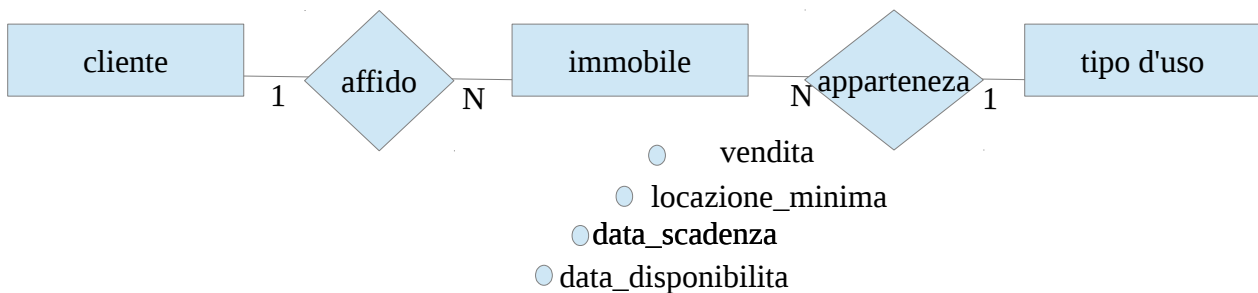 cliente
affido
immobile
apparteneza
tipo d'uso
1
N
N
1
vendita
locazione_minima
data_scadenza
data_disponibilita